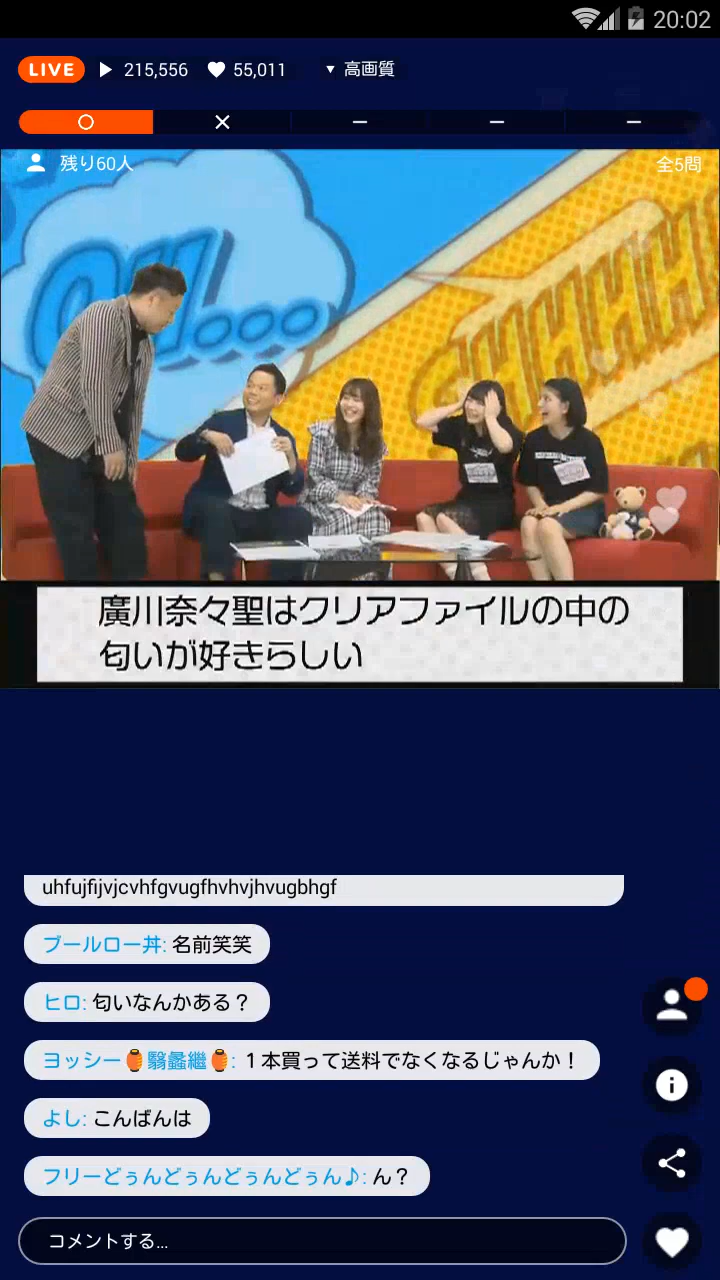 20:02
LIVE 215,556 55,011 ▼ 高画質
残り60人
全5問
OH...
廣川奈々聖はクリアファイルの中の
匂いが好きらしい
uhfujfijvjcvhfgvugfhvhvjhvugbhgf
ブールロー丼: 名前笑笑
ヒロ: 匂いなんかある？
ヨッシー🏮翳蠡繼🏮: １本買って送料でなくなるじゃんか！
よし: こんばんは
フリーどぅんどぅんどぅんどぅん♪: ん？
コメントする...